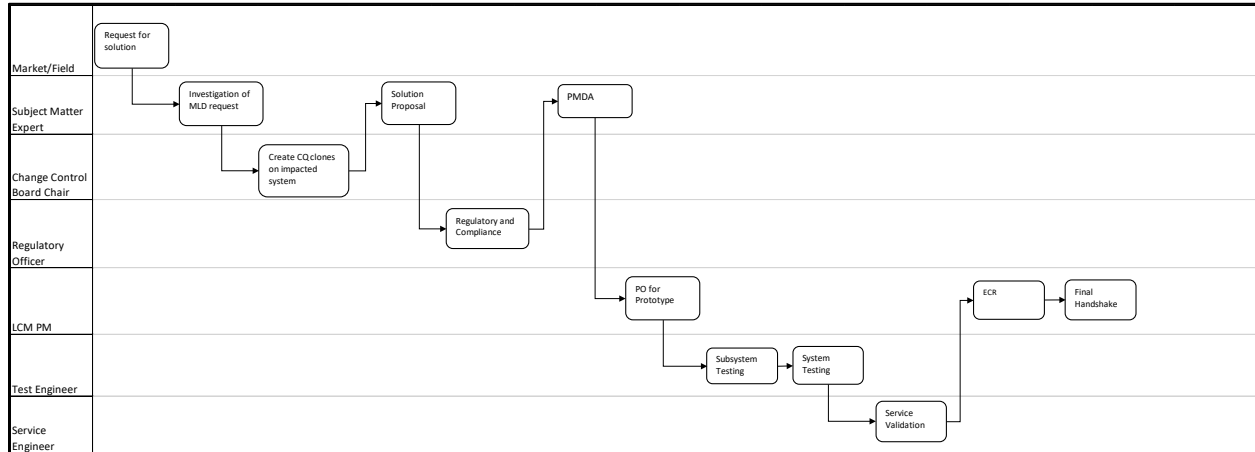 Market/Field
Request for
solution
Subject Matter
Expert
Investigation of
MLD request
Solution
Proposal
PMDA
Change Control
Board Chair
Create CQ clones
on impacted
system
Regulatory
Officer
Regulatory and
Compliance
LCM PM
PO for
Prototype
ECR
Final
Handshake
Test Engineer
Subsystem
Testing
System
Testing
Service
Engineer
Service
Validation